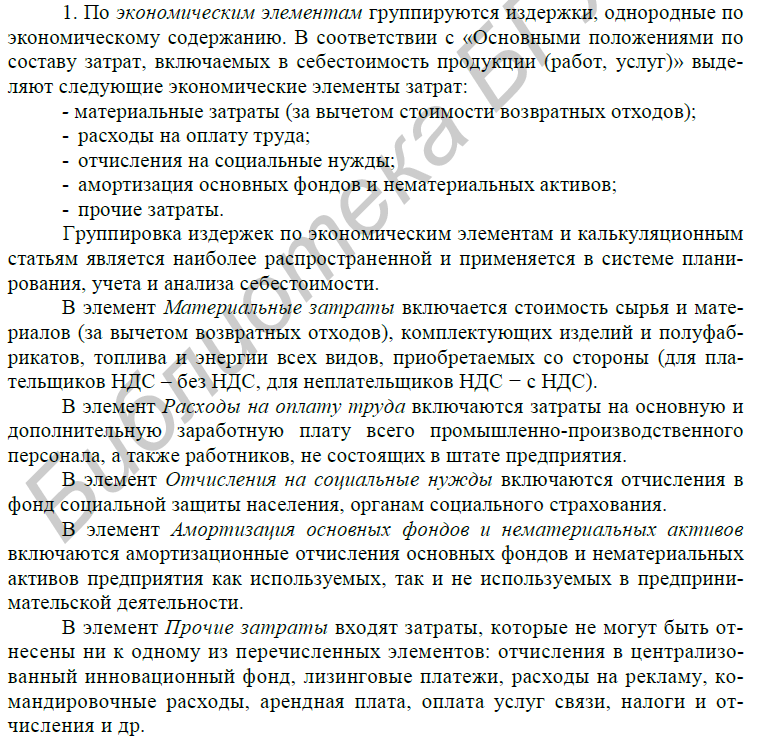 1. По экономическим элементам группируются издержки, однородные по
экономическому содержанию. В соответствии с «Основными положениями по
составу затрат, включаемых в себестоимость продукции (работ, услуг)» выде-
ляют следующие экономические элементы затрат:
- материальные затраты (за вычетом стоимости возвратных отходов);
- расходы на оплату труда;
- отчисления на социальные нужды;
- амортизация основных фондов и нематериальных активов;
- прочие затраты.
Группировка издержек по экономическим элементам и калькуляционным
статьям является наиболее распространенной и применяется в системе плани-
рования, учета и анализа себестоимости.
В элемент Материальные затраты включается стоимость сырья и мате-
риалов (за вычетом возвратных отходов), комплектующих изделий и полуфаб-
рикатов, топлива и энергии всех видов, приобретаемых со стороны (для пла-
тельщиков НДС – без НДС, для неплательщиков НДС − с НДС).
В элемент Расходы на оплату труда включаются затраты на основную и
дополнительную заработную плату всего промышленно-производственного
персонала, а также работников, не состоящих в штате предприятия.
В элемент Отчисления на социальные нужды включаются отчисления в
фонд социальной защиты населения, органам социального страхования.
В элемент Амортизация основных фондов и нематериальных активов
включаются амортизационные отчисления основных фондов и нематериальных
активов предприятия как используемых, так и не используемых в предприни-
мательской деятельности.
В элемент Прочие затраты входят затраты, которые не могут быть от-
несены ни к одному из перечисленных элементов: отчисления в централизо-
ванный инновационный фонд, лизинговые платежи, расходы на рекламу, ко-
мандировочные расходы, арендная плата, оплата услуг связи, налоги и от-
числения и др.
Библиотека